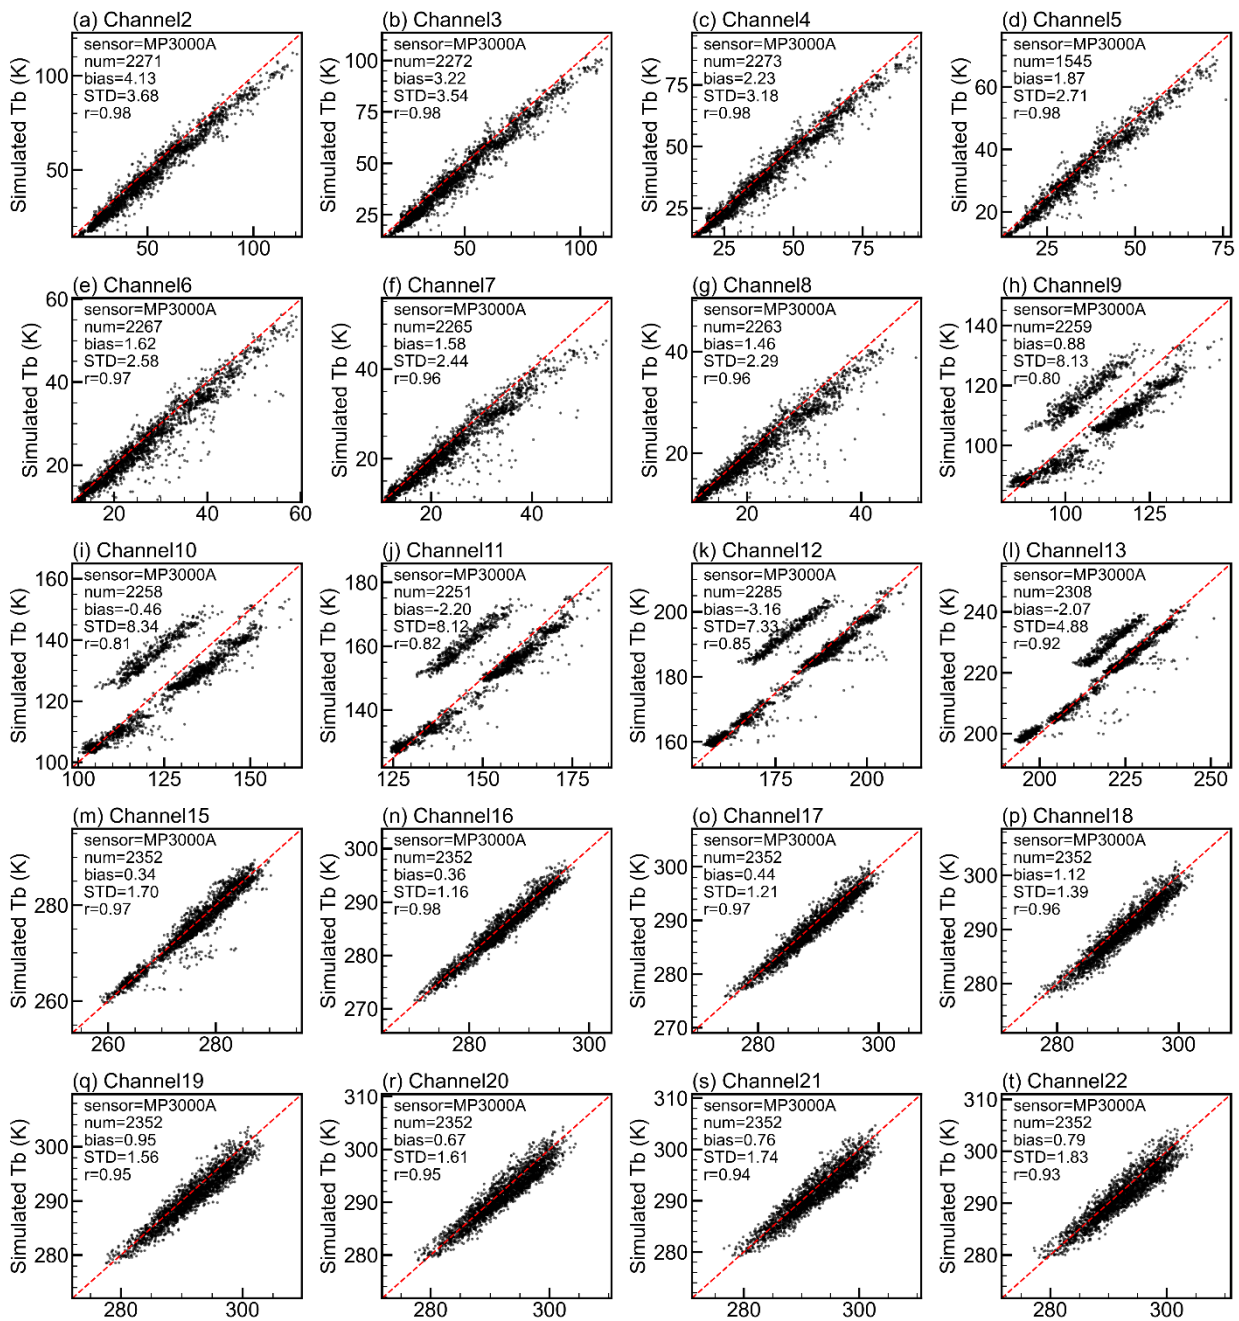 (a) Channel2
sensor=MP3000A
num=2271
bias=4.13
STD=3.68
r=0.98
Simulated Tb (K)
100
50
50
100
(b) Channel3
sensor=MP3000A
num=2272
bias=3.22
STD=3.54
r=0.98
Simulated Tb (K)
100
75
50
25
50
100
(c) Channel4
sensor=MP3000A
num=2273
bias=2.23
STD=3.18
r=0.98
Simulated Tb (K)
75
50
25
25
50
75
(d) Channel5
sensor=MP3000A
num=1545
bias=1.87
STD=2.71
r=0.98
Simulated Tb (K)
60
40
20
25
50
75
(e) Channel6
sensor=MP3000A
num=2267
bias=1.62
STD=2.58
r=0.97
Simulated Tb (K)
60
40
20
20
40
60
(f) Channel7
sensor=MP3000A
num=2265
bias=1.58
STD=2.44
r=0.96
Simulated Tb (K)
40
20
20
40
(g) Channel8
sensor=MP3000A
num=2263
bias=1.46
STD=2.29
r=0.96
Simulated Tb (K)
40
20
20
40
(h) Channel9
sensor=MP3000A
num=2259
bias=0.88
STD=8.13
r=0.80
Simulated Tb (K)
140
120
100
100
125
(i) Channel10
sensor=MP3000A
num=2258
bias=-0.46
STD=8.34
r=0.81
Simulated Tb (K)
160
140
120
100
100
125
150
(j) Channel11
sensor=MP3000A
num=2251
bias=-2.20
STD=8.12
r=0.82
Simulated Tb (K)
180
160
140
125
150
175
(k) Channel12
sensor=MP3000A
num=2285
bias=-3.16
STD=7.33
r=0.85
Simulated Tb (K)
200
180
160
175
200
(l) Channel13
sensor=MP3000A
num=2308
bias=-2.07
STD=4.88
r=0.92
Simulated Tb (K)
240
220
200
200
225
250
(m) Channel15
sensor=MP3000A
num=2352
bias=0.34
STD=1.70
r=0.97
Simulated Tb (K)
280
260
260
280
(n) Channel16
sensor=MP3000A
num=2352
bias=0.36
STD=1.16
r=0.98
Simulated Tb (K)
300
290
280
270
280
300
(o) Channel17
sensor=MP3000A
num=2352
bias=0.44
STD=1.21
r=0.97
Simulated Tb (K)
300
290
280
270
280
300
(p) Channel18
sensor=MP3000A
num=2352
bias=1.12
STD=1.39
r=0.96
Simulated Tb (K)
300
290
280
280
300
(q) Channel19
sensor=MP3000A
num=2352
bias=0.95
STD=1.56
r=0.95
Simulated Tb (K)
300
290
280
280
300
(r) Channel20
sensor=MP3000A
num=2352
bias=0.67
STD=1.61
r=0.95
Simulated Tb (K)
310
300
290
280
280
300
(s) Channel21
sensor=MP3000A
num=2352
bias=0.76
STD=1.74
r=0.94
Simulated Tb (K)
310
300
290
280
280
300
(t) Channel22
sensor=MP3000A
num=2352
bias=0.79
STD=1.83
r=0.93
Simulated Tb (K)
310
300
290
280
280
300